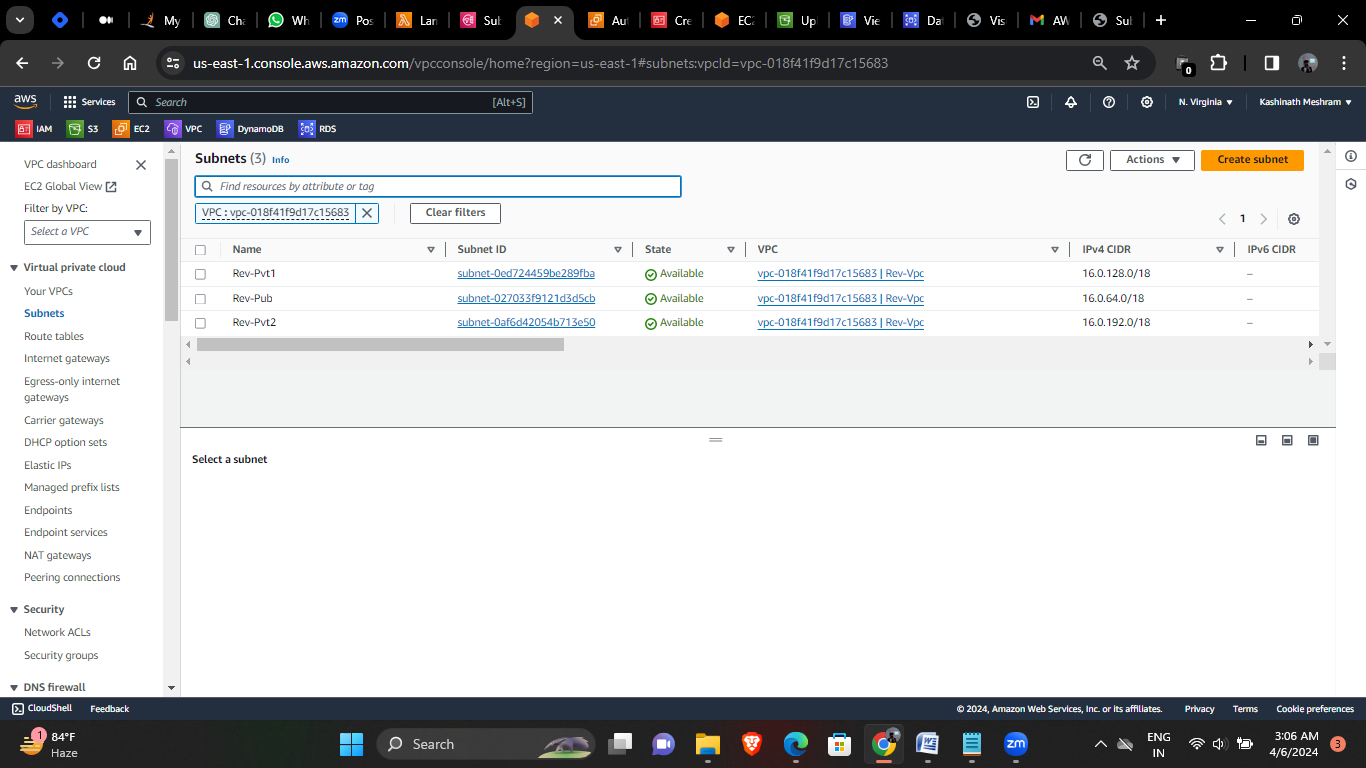 My
Cha
Wh
Pos
Lar
Sub
Aut
Cre
EC2
Up
Vie
Dat
Vis
AW
Sul
us-east-1.console.aws.amazon.com/vpcconsole/home?region=us-east-1#subnets:vpcId=vpc-018f41f9d17c15683
0
aws
Services
Search
[Alt+S]
N. Virginia
Kashinath Meshram
IAM
S3
EC2
VPC
DynamoDB
RDS
VPC dashboard
EC2 Global View
Filter by VPC:
Select a VPC
Virtual private cloud
Your VPCs
Subnets
Route tables
Internet gateways
Egress-only internet
gateways
Carrier gateways
DHCP option sets
Elastic IPs
Managed prefix lists
Endpoints
Endpoint services
NAT gateways
Peering connections
Security
Network ACLs
Security groups
DNS firewall
Subnets (3) Info
Actions
Create subnet
Find resources by attribute or tag
VPC : vpc-018f41f9d17c15683
Clear filters
1
Name Subnet ID State VPC IPv4 CIDR IPv6 CIDR
Rev-Pvt1 subnet-0ed724459be289fba Available vpc-018f41f9d17c15683 | Rev-Vpc 16.0.128.0/18 –
Rev-Pub subnet-027033f9121d3d5cb Available vpc-018f41f9d17c15683 | Rev-Vpc 16.0.64.0/18 –
Rev-Pvt2 subnet-0af6d42054b713e50 Available vpc-018f41f9d17c15683 | Rev-Vpc 16.0.192.0/18 –
Select a subnet
CloudShell
Feedback
© 2024, Amazon Web Services, Inc. or its affiliates.
Privacy
Terms
Cookie preferences
1
84°F
Haze
Search
zm
ENG
IN
3:06 AM
4/6/2024
3